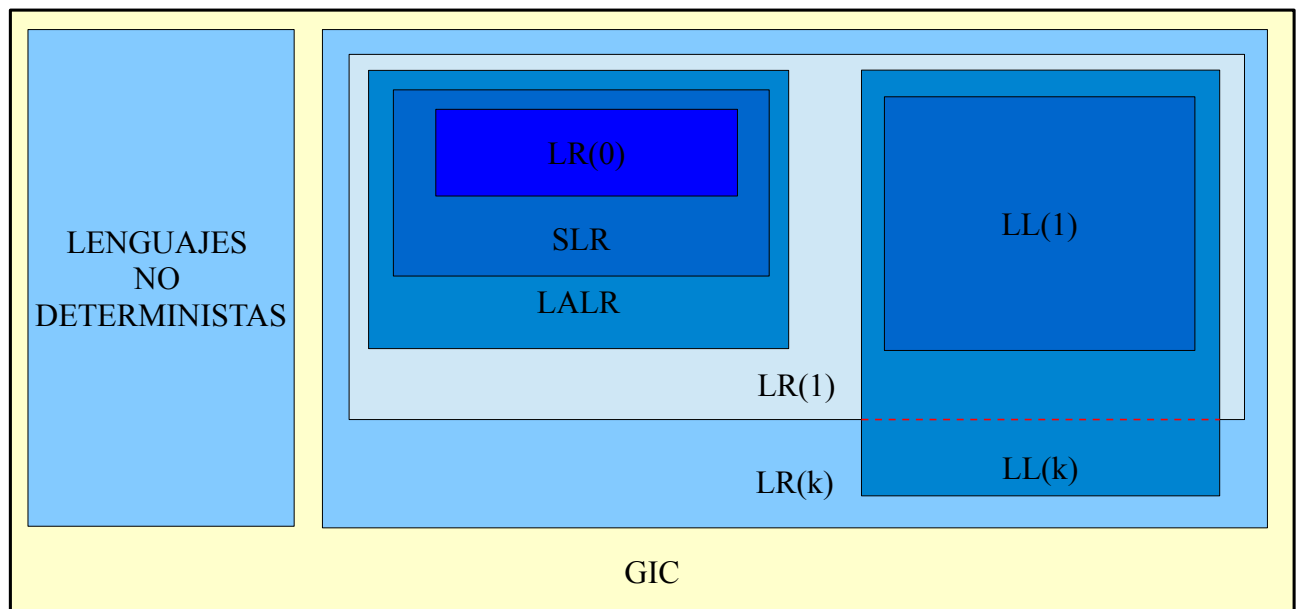 LR(0)
LENGUAJES
NO
DETERMINISTAS
SLR
LL(1)
LALR
LR(1)
LR(k)
LL(k)
GIC